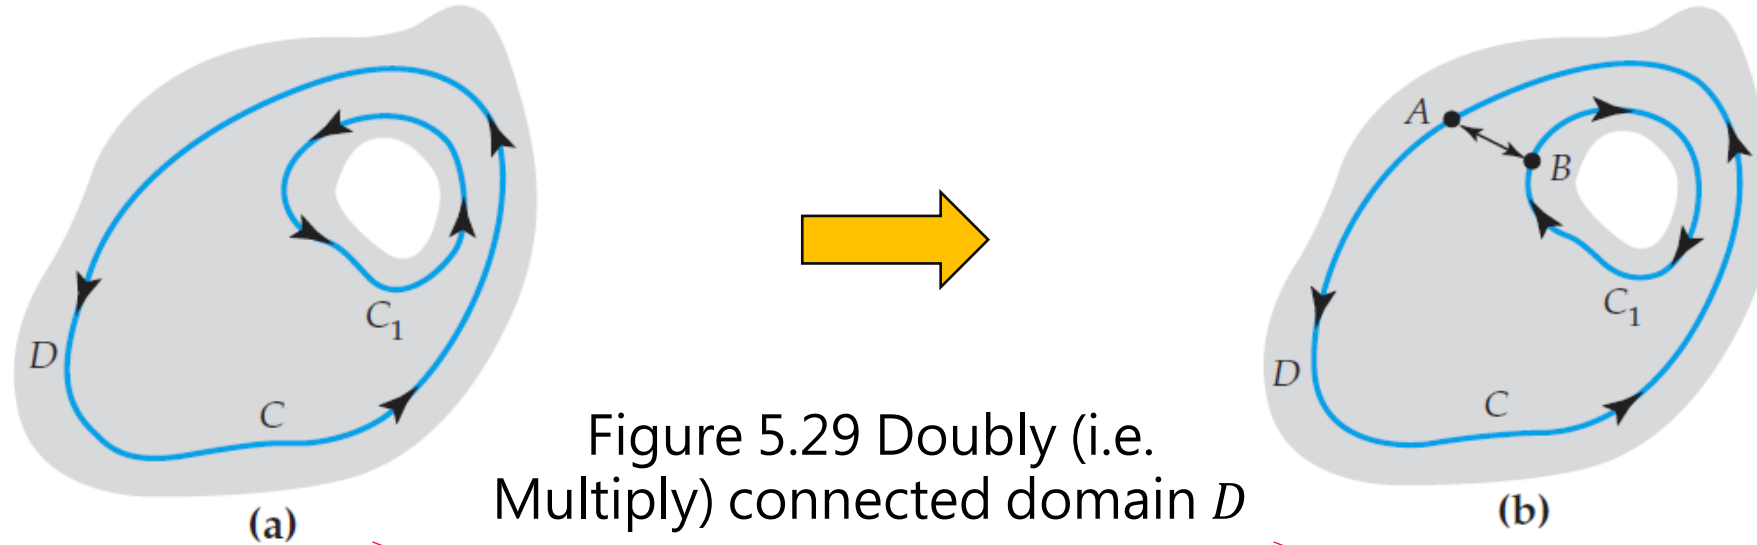 D
C
C₁
(a)
Figure 5.29 Doubly (i.e.
Multiply) connected domain D
A
B
C₁
D
C
(b)